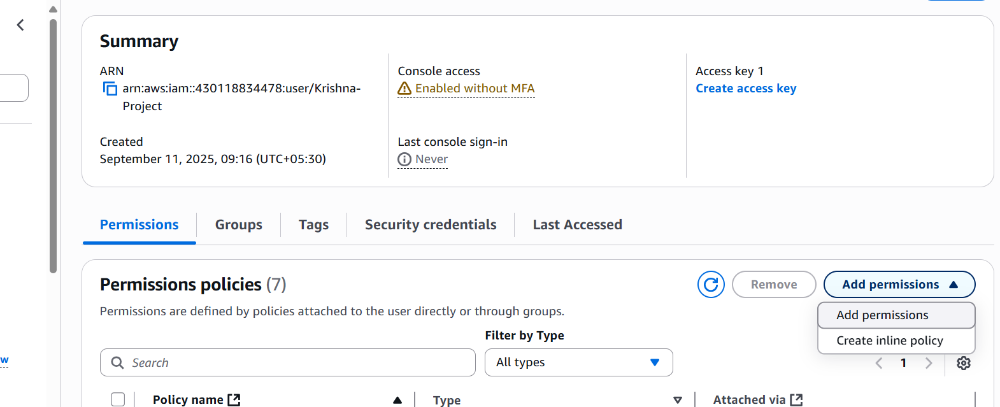 Summary
ARN
arn:aws:iam::430118834478:user/Krishna-
Project
Created
September 11, 2025, 09:16 (UTC+05:30)
Console access
Enabled without MFA
Last console sign-in
Never
Access key 1
Create access key
Permissions
Groups
Tags
Security credentials
Last Accessed
Permissions policies (7)
Remove
Add permissions
Add permissions
Create inline policy
Permissions are defined by policies attached to the user directly or through groups.
Filter by Type
Search
All types
1
w
Policy name
Type
Attached via